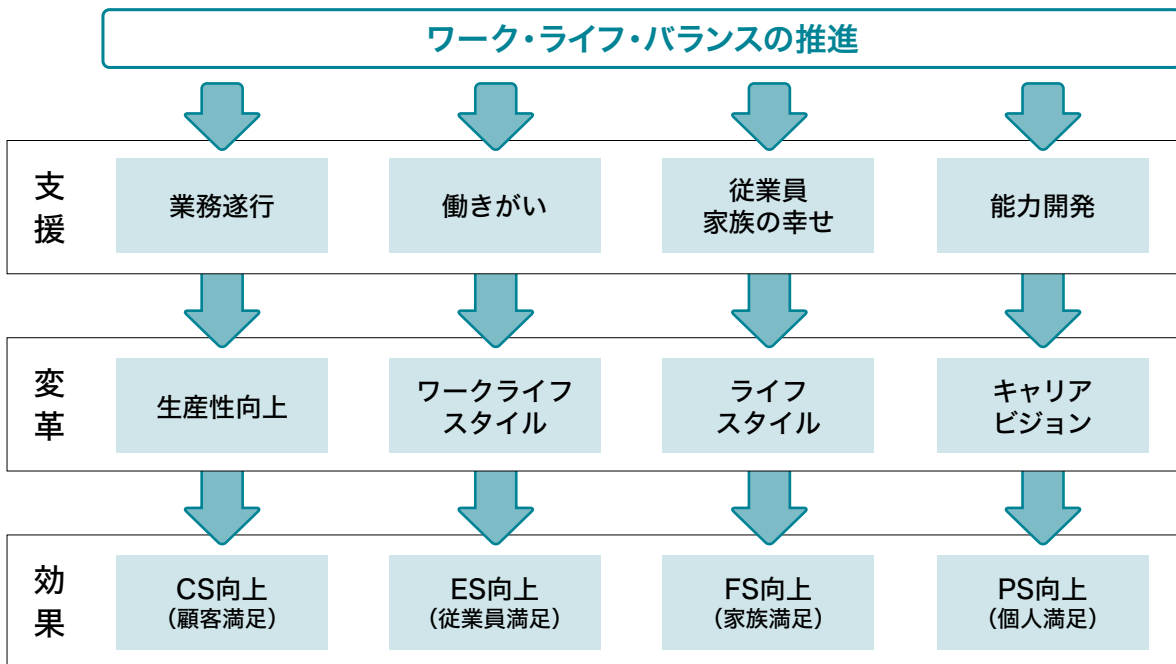 ワーク・ライフ・バランスの推進
支援
業務遂行
働きがい
従業員
家族の幸せ
能力開発
変革
生産性向上
ワークライフ
スタイル
ライフ
スタイル
キャリア
ビジョン
効果
CS向上
（顧客満足）
ES向上
（従業員満足）
FS向上
（家族満足）
PS向上
（個人満足）